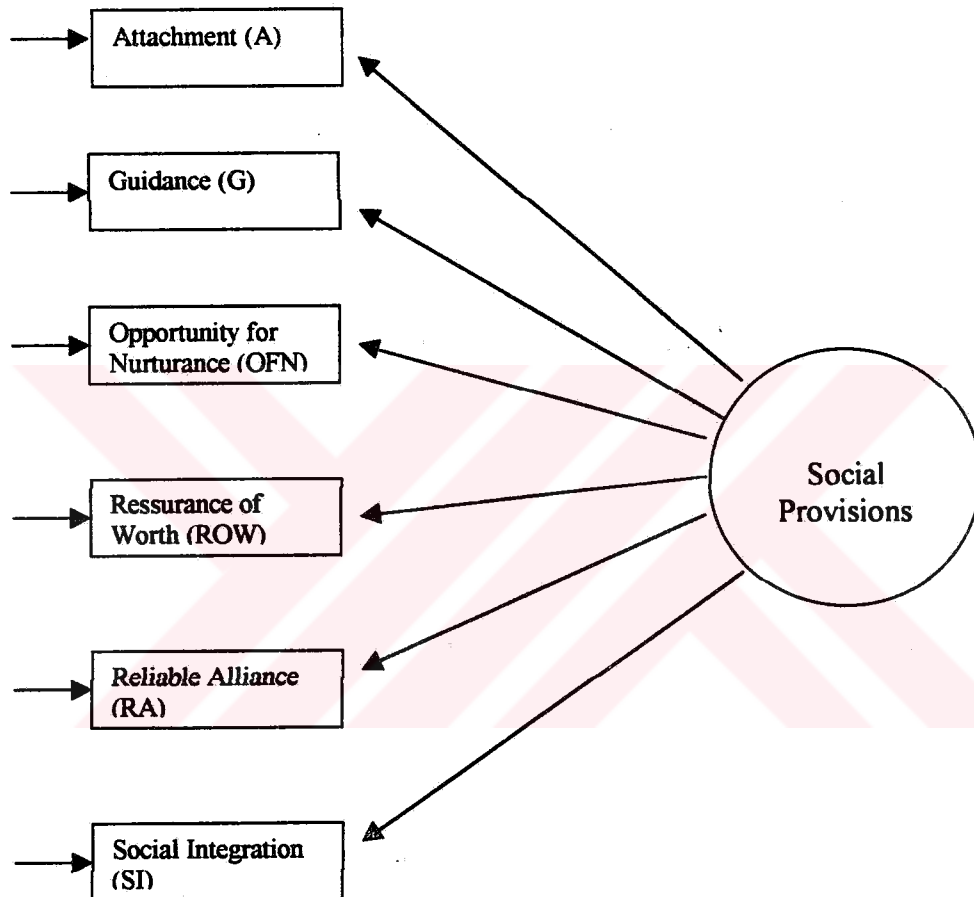 Attachment (A)
Guidance (G)
Opportunity for
Nurturance (OFN)
Ressurance of
Worth (ROW)
Reliable Alliance
(RA)
Social Integration
(SI)
Social
Provisions